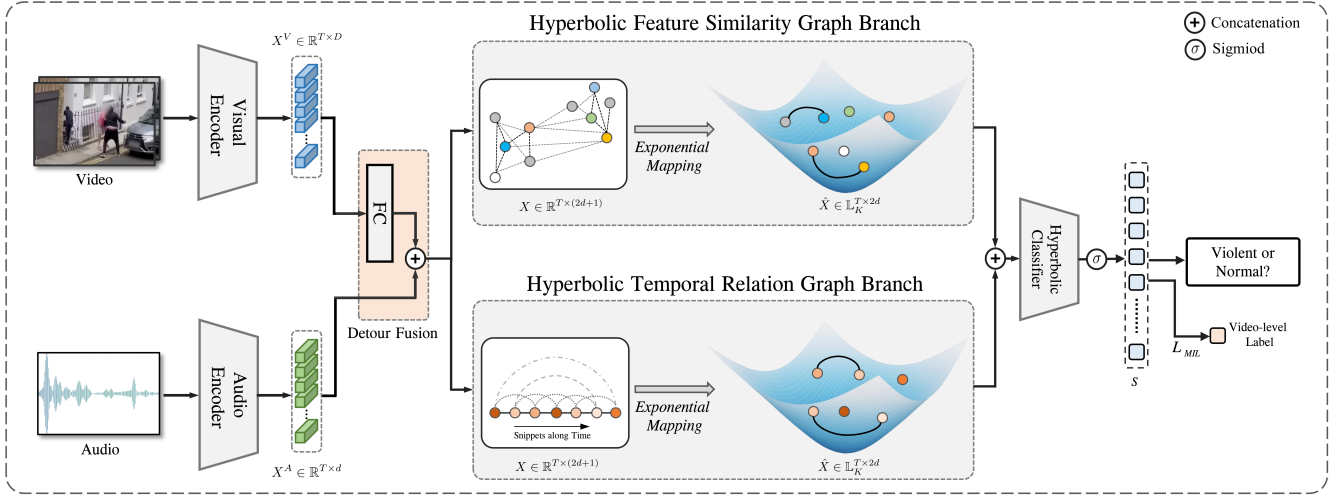 Hyperbolic Feature Similarity Graph Branch
Concatenation
σ Sigmiod
X^V ∈ ℝ^{T×D}
Visual
Encoder
Video
FC
Exponential
Mapping
X ∈ ℝ^{T×(2d+1)}
X̂ ∈ 𝕃_K^{T×2d}
Detour Fusion
Hyperbolic Temporal Relation Graph Branch
Audio
Encoder
Audio
X^A ∈ ℝ^{T×d}
Snippets along Time
Exponential
Mapping
X ∈ ℝ^{T×(2d+1)}
X̂ ∈ 𝕃_K^{T×2d}
Hyperbolic
Classifier
σ
S
Violent or
Normal?
L_{MIL}
Video-level
Label